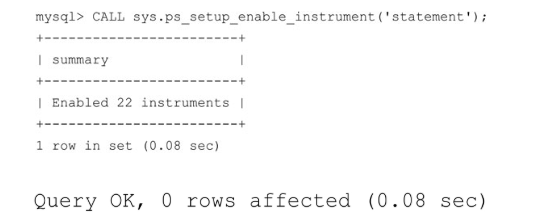 mysql> CALL sys.ps_setup_enable_instrument('statement');
+------------------------+
| summary                |
+------------------------+
| Enabled 22 instruments |
+------------------------+
1 row in set (0.08 sec)
Query OK, 0 rows affected (0.08 sec)